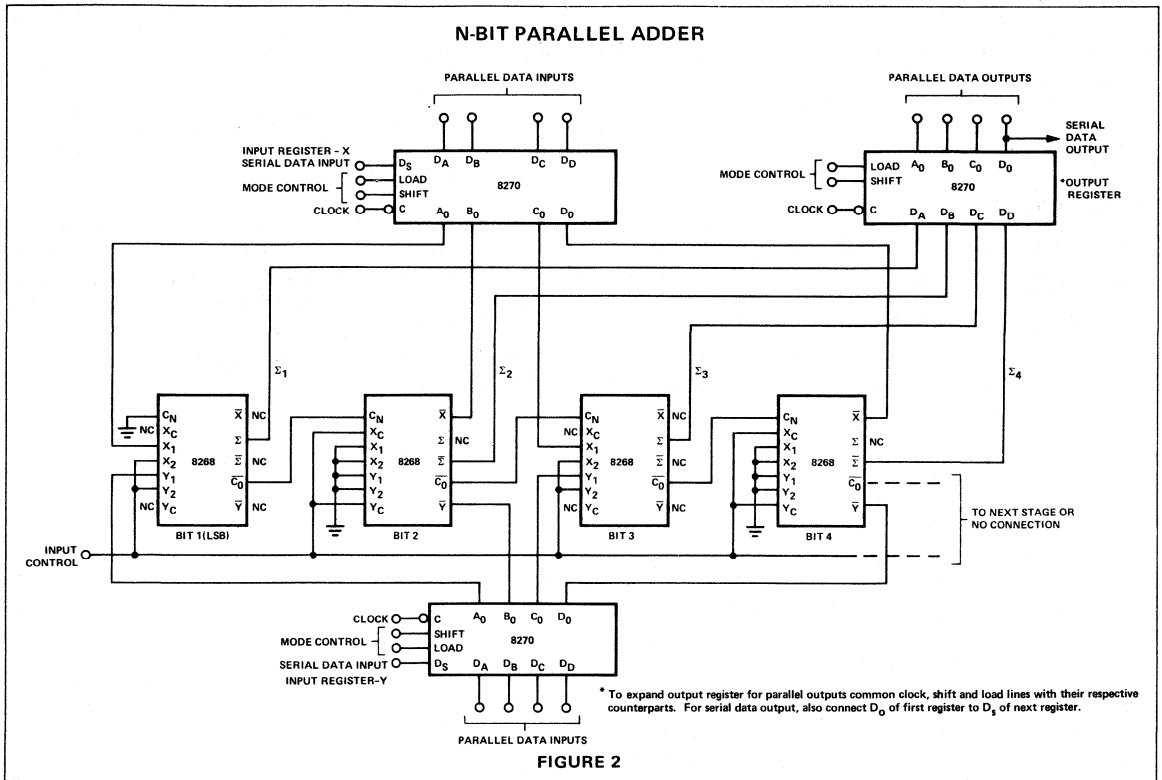 N-BIT PARALLEL ADDER
PARALLEL DATA INPUTS
PARALLEL DATA OUTPUTS
INPUT REGISTER - X
SERIAL DATA INPUT
MODE CONTROL
CLOCK
D_S D_A D_B D_C D_D
LOAD
SHIFT
8270
C A_0 B_0 C_0 D_0
SERIAL
DATA
OUTPUT
MODE CONTROL
CLOCK
A_0 B_0 C_0 D_0
LOAD
SHIFT
8270
C D_A D_B D_C D_D
*OUTPUT
REGISTER
Σ_1 Σ_2 Σ_3 Σ_4
C_N X̅ NC
NC X_C
X_1 Σ
X_2 8268 Σ̅ NC
Y_1 C̅_0
Y_2
NC Y_C Y̅ NC
BIT 1(LSB)
C_N X̅
X_C
X_1 Σ NC
X_2 8268 Σ̅
Y_1 C̅_0
Y_2
Y_C Y̅
BIT 2
C_N X̅ NC
NC X_C
X_1 Σ
X_2 8268 Σ̅ NC
Y_1 C̅_0
Y_2
NC Y_C Y̅ NC
BIT 3
C_N X̅
X_C
X_1 Σ NC
X_2 8268 Σ̅
Y_1 C̅_0
Y_2
Y_C Y̅
BIT 4
TO NEXT STAGE OR
NO CONNECTION
INPUT
CONTROL
CLOCK
MODE CONTROL
SERIAL DATA INPUT
INPUT REGISTER-Y
C A_0 B_0 C_0 D_0
SHIFT
8270
LOAD
D_S D_A D_B D_C D_D
PARALLEL DATA INPUTS
* To expand output register for parallel outputs common clock, shift and load lines with their respective
counterparts. For serial data output, also connect D_o of first register to D_s of next register.
FIGURE 2